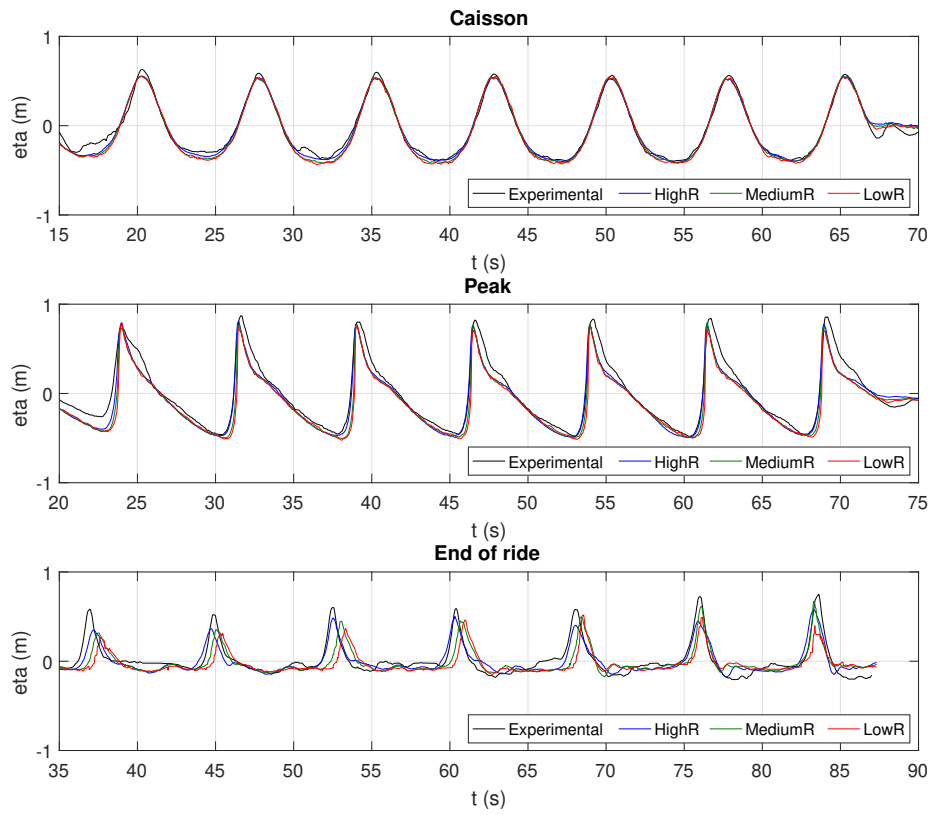 Caisson
1
0
-1
eta (m)
Experimental HighR MediumR LowR
15 20 25 30 35 40 45 50 55 60 65 70
t (s)
Peak
1
0
-1
eta (m)
Experimental HighR MediumR LowR
20 25 30 35 40 45 50 55 60 65 70 75
t (s)
End of ride
1
0
-1
eta (m)
Experimental HighR MediumR LowR
35 40 45 50 55 60 65 70 75 80 85 90
t (s)